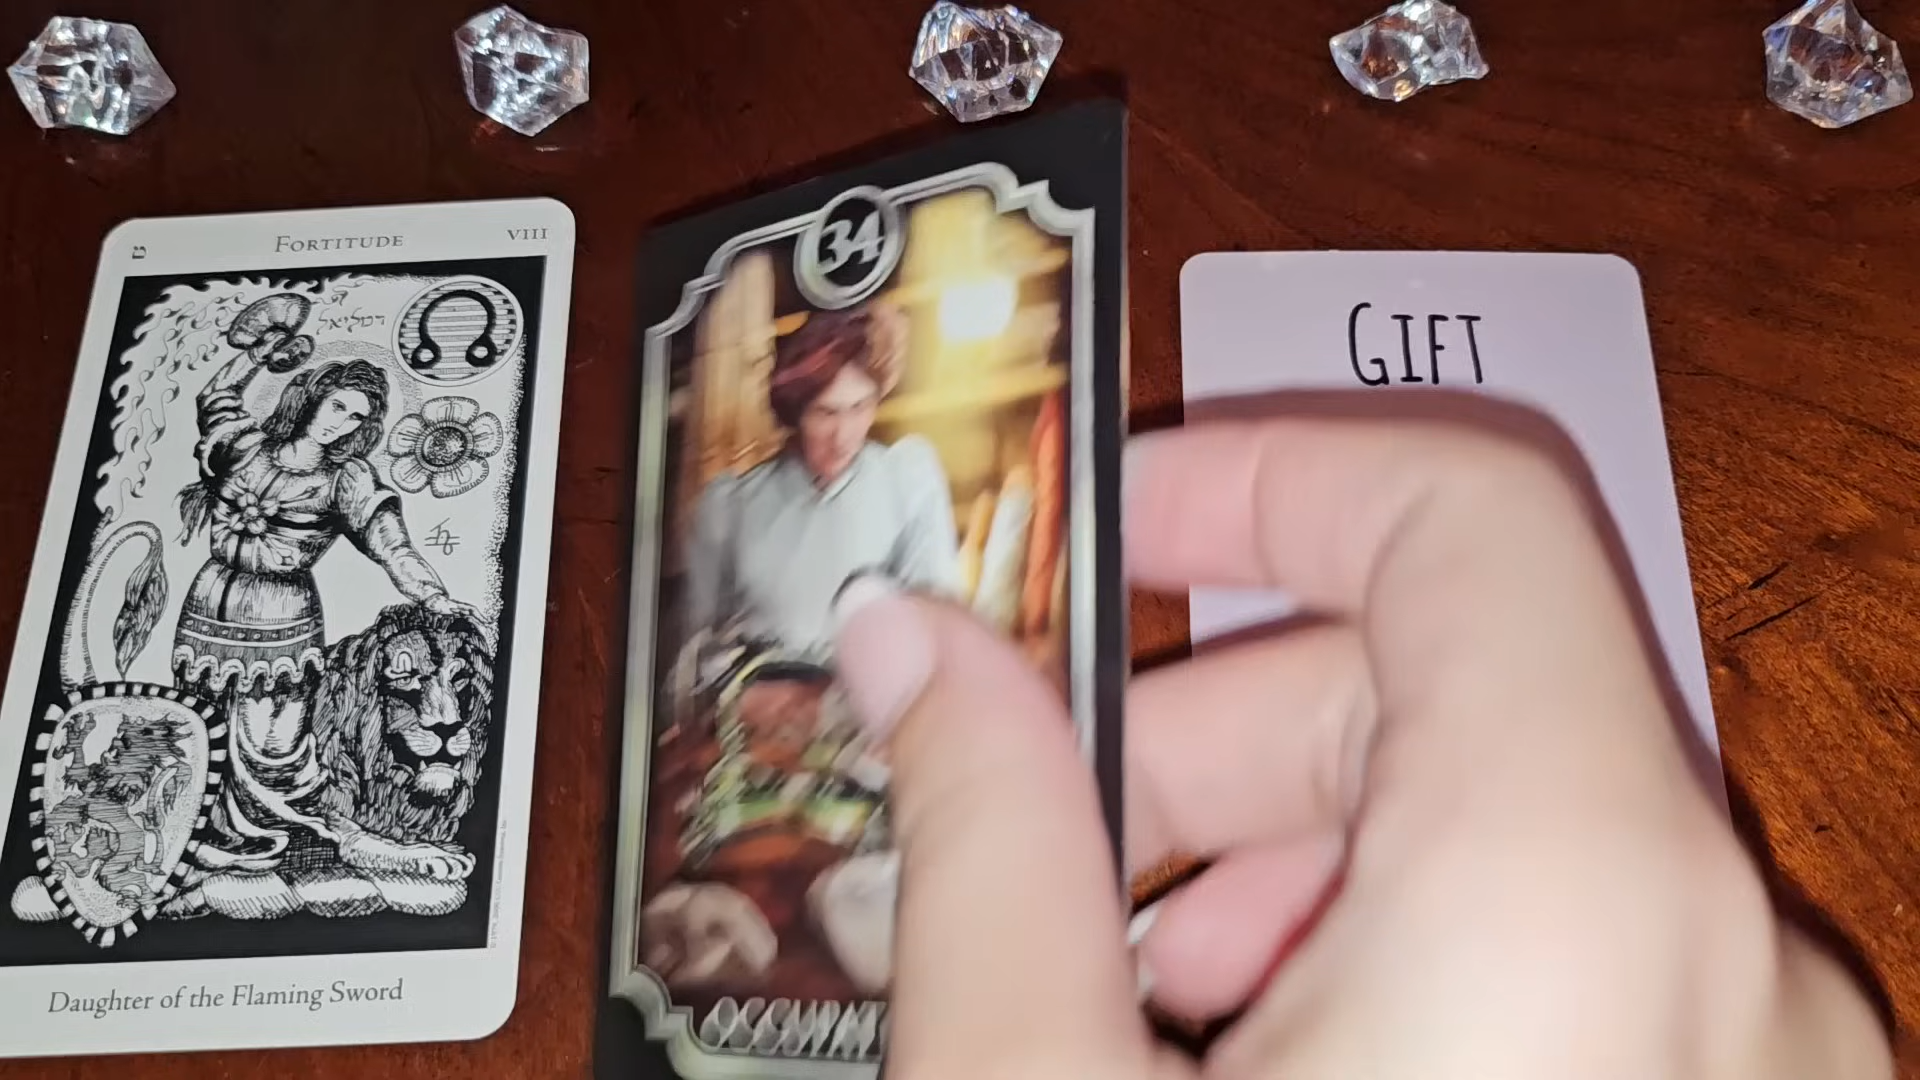 ט
FORTITUDE
VIII
Daughter of the Flaming Sword
34
GIFT